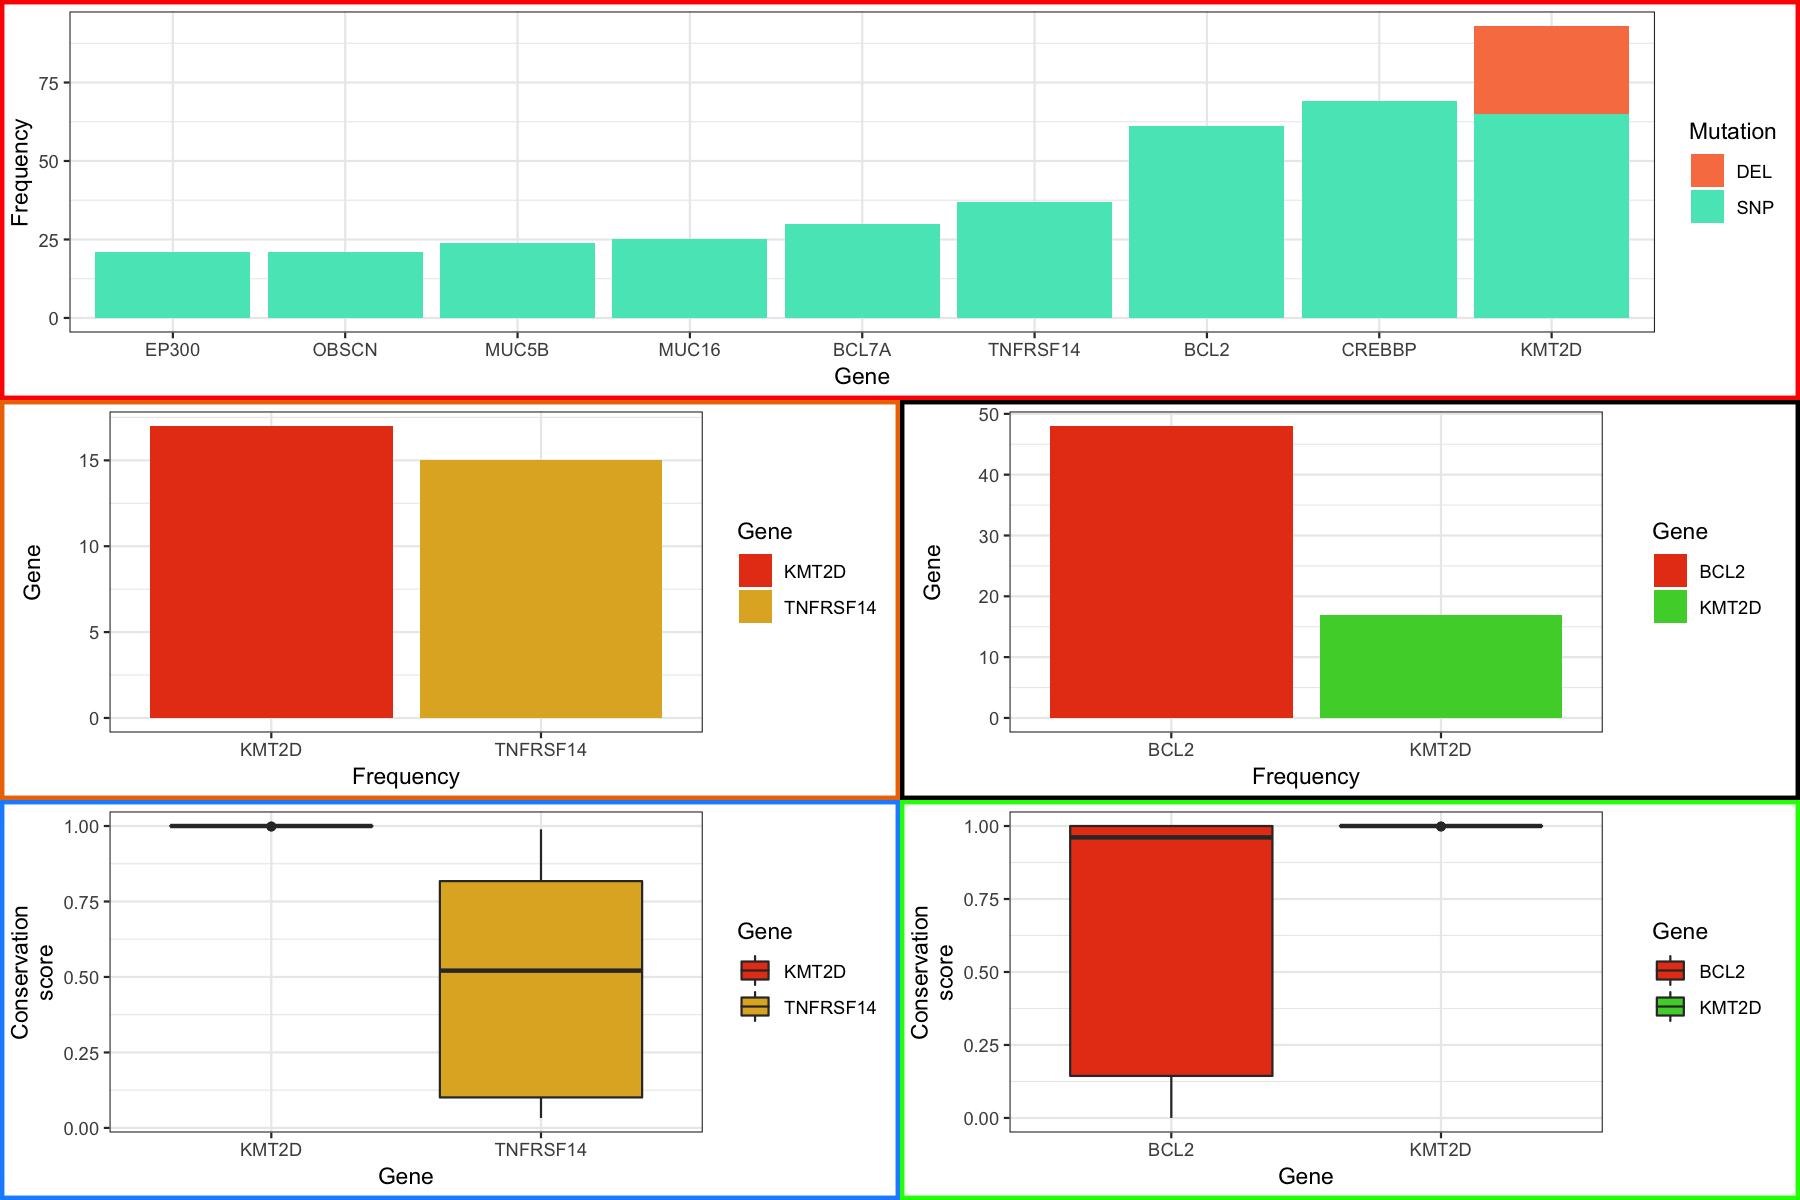 Frequency
75
50
25
0
EP300 OBSCN MUC5B MUC16 BCL7A TNFRSF14 BCL2 CREBBP KMT2D
Gene
Mutation
DEL
SNP
Gene
15
10
5
0
KMT2D TNFRSF14
Frequency
Gene
KMT2D
TNFRSF14
Gene
50
40
30
20
10
0
BCL2 KMT2D
Frequency
Gene
BCL2
KMT2D
Conservation
score
1.00
0.75
0.50
0.25
0.00
KMT2D TNFRSF14
Gene
Gene
KMT2D
TNFRSF14
Conservation
score
1.00
0.75
0.50
0.25
0.00
BCL2 KMT2D
Gene
Gene
BCL2
KMT2D